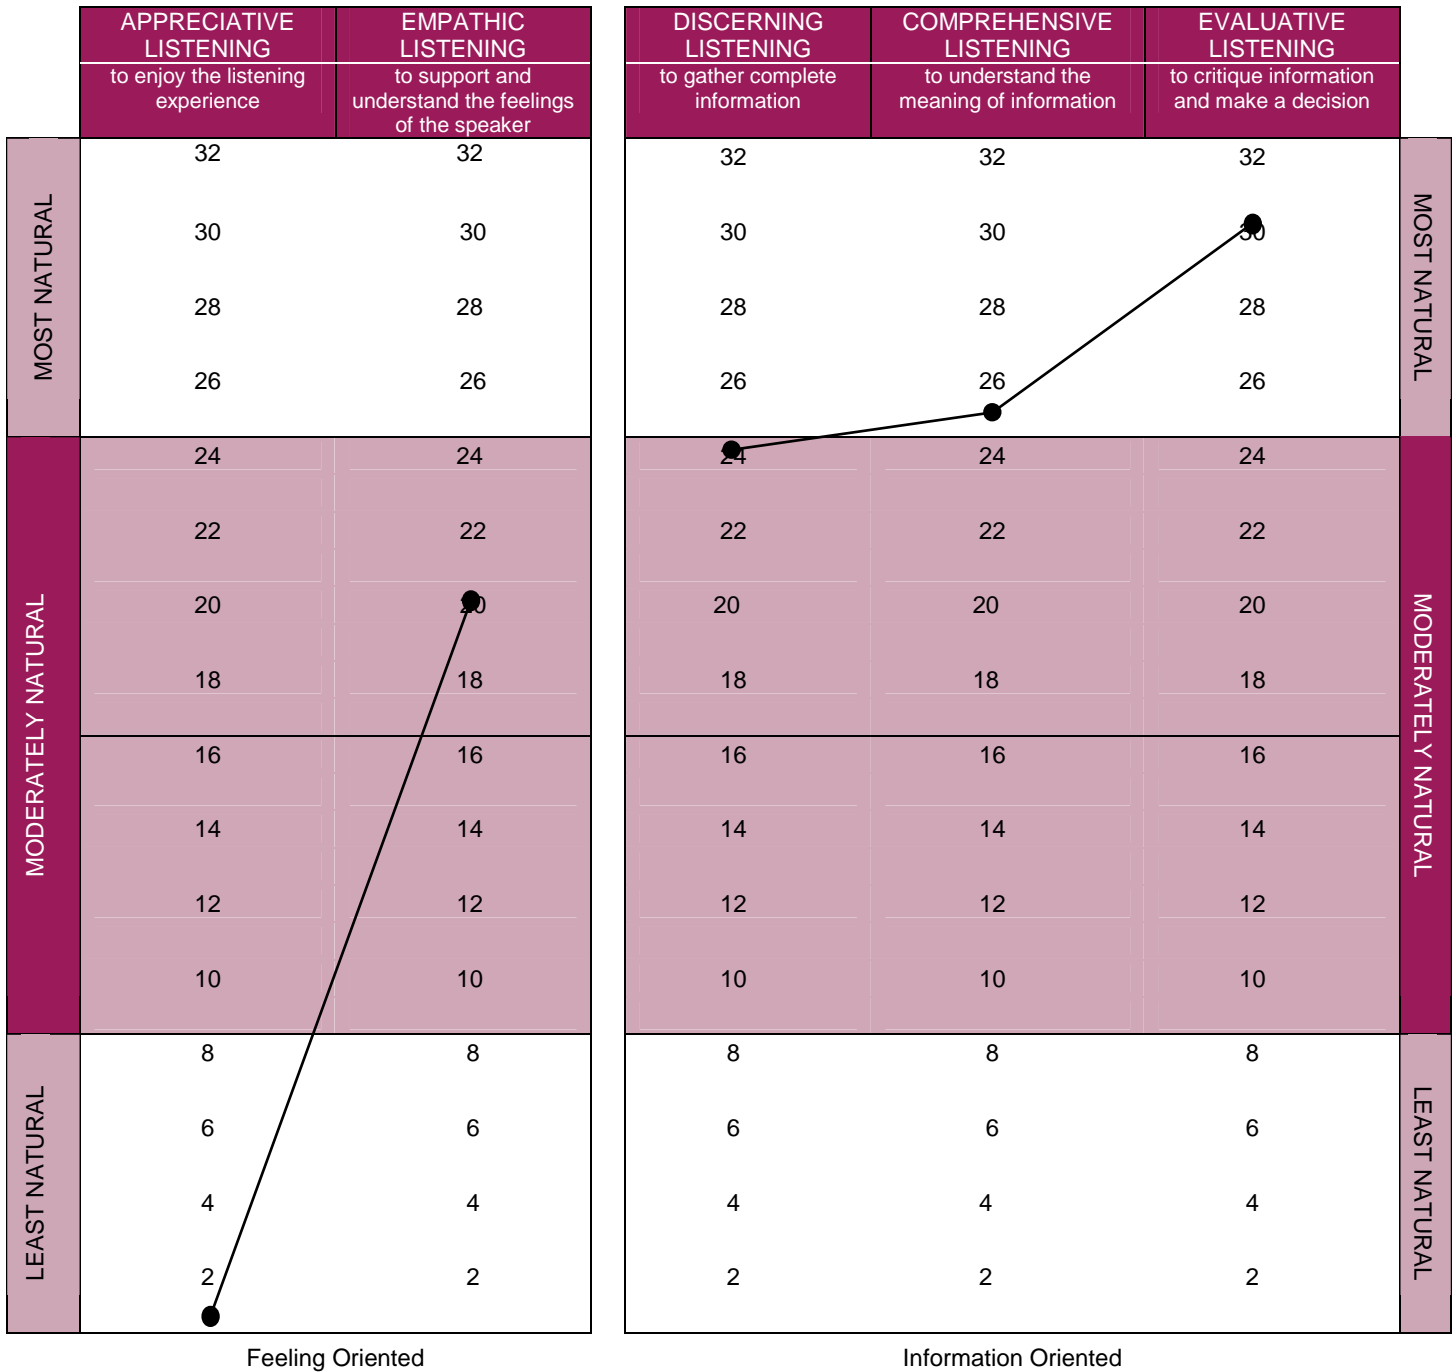 APPRECIATIVE LISTENING
to enjoy the listening experience
EMPATHIC LISTENING
to support and understand the feelings of the speaker
DISCERNING LISTENING
to gather complete information
COMPREHENSIVE LISTENING
to understand the meaning of information
EVALUATIVE LISTENING
to critique information and make a decision
MOST NATURAL
32 32 32 32 32
30 30 30 30 30
28 28 28 28 28
26 26 26 26 26
MOST NATURAL
MODERATELY NATURAL
24 24 24 24 24
22 22 22 22 22
20 20 20 20 20
18 18 18 18 18
16 16 16 16 16
14 14 14 14 14
12 12 12 12 12
10 10 10 10 10
MODERATELY NATURAL
LEAST NATURAL
8 8 8 8 8
6 6 6 6 6
4 4 4 4 4
2 2 2 2 2
LEAST NATURAL
Feeling Oriented
Information Oriented